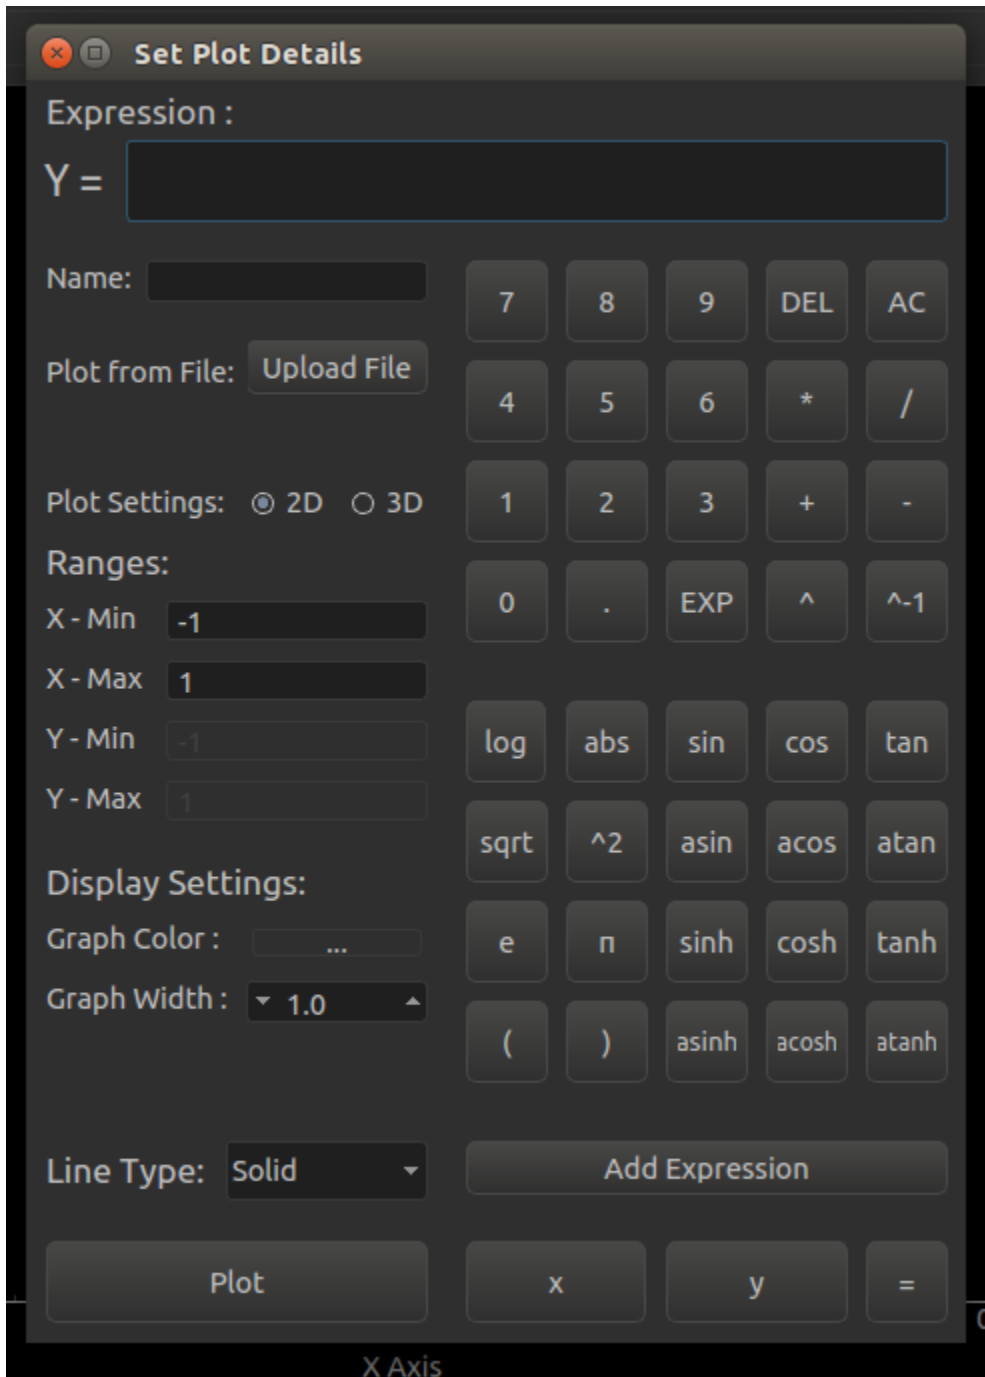 Set Plot Details
Expression :
Y =
Name:
7 8 9 DEL AC
Plot from File: Upload File
4 5 6 * /
Plot Settings: 2D 3D
1 2 3 + -
Ranges:
X - Min -1
0 . EXP ^ ^-1
X - Max 1
Y - Min -1
log abs sin cos tan
Y - Max 1
sqrt ^2 asin acos atan
Display Settings:
Graph Color : ...
e п sinh cosh tanh
Graph Width : 1.0
( ) asinh acosh atanh
Line Type: Solid
Add Expression
Plot x y =
X Axis